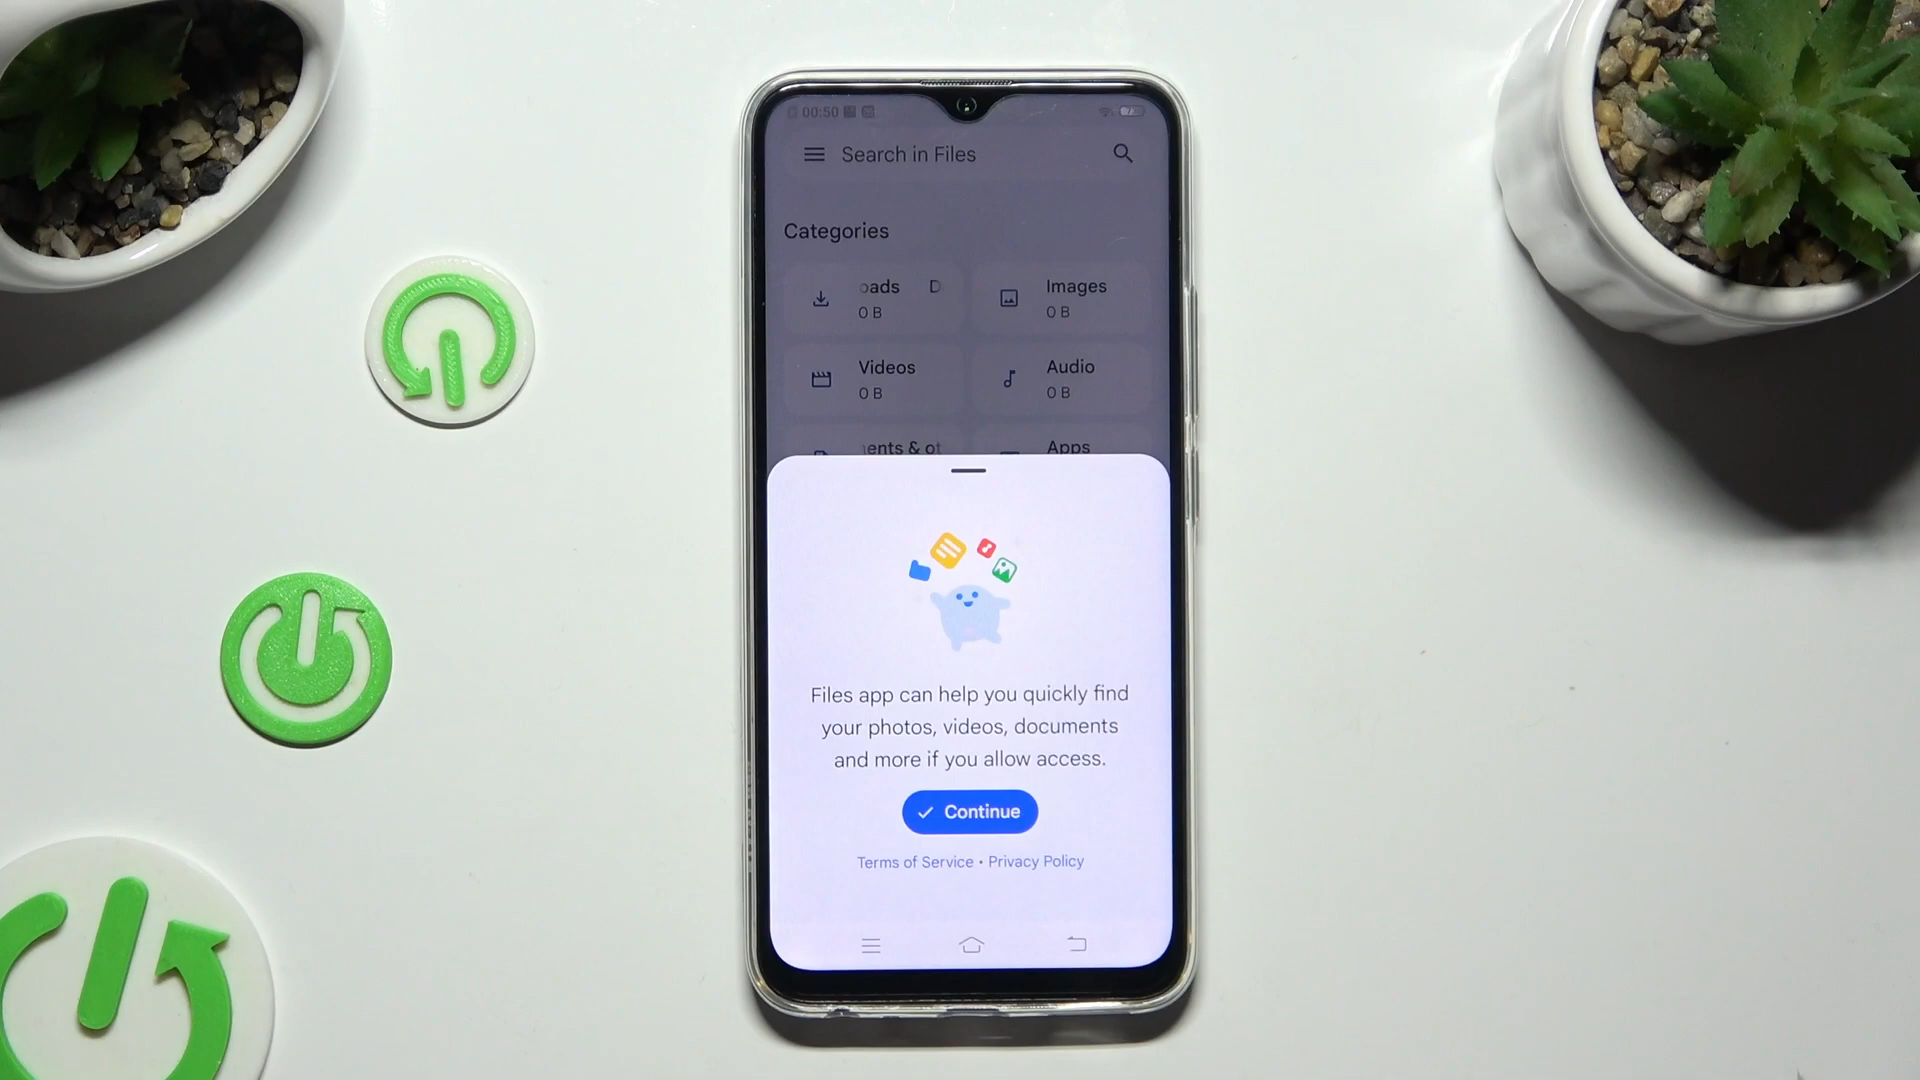 00:50
Search in Files
Categories
oads D
0 B
Images
0 B
Videos
0 B
Audio
0 B
ents & ot
Apps
Files app can help you quickly find
your photos, videos, documents
and more if you allow access.
Continue
Terms of Service • Privacy Policy